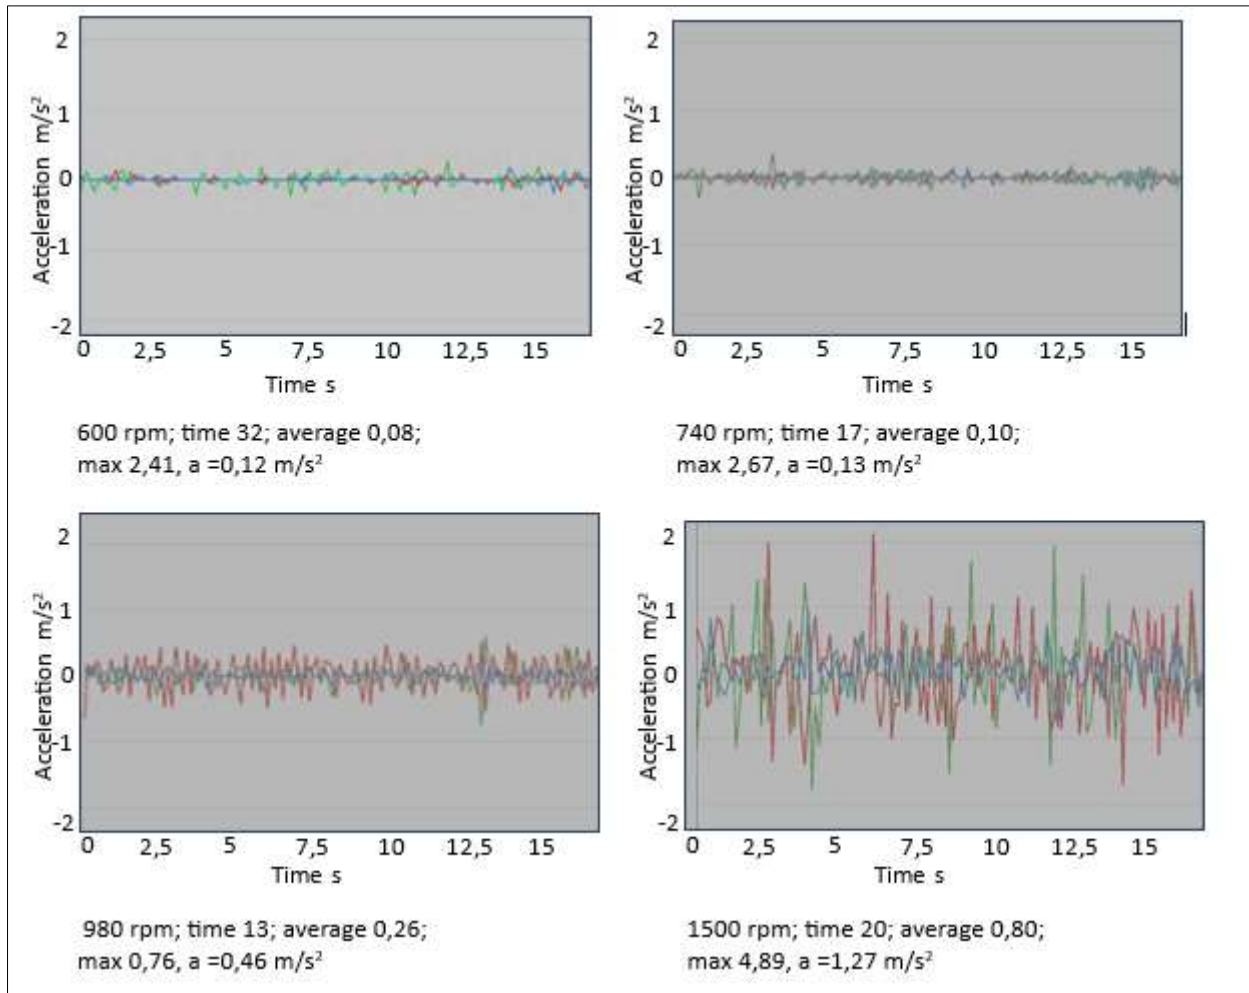 2
1
0
-1
-2
Acceleration m/s²
0 2,5 5 7,5 10 12,5 15
Time s
600 rpm; time 32; average 0,08;
max 2,41, a =0,12 m/s²
2
1
0
-1
-2
Acceleration m/s²
0 2,5 5 7,5 10 12,5 15
Time s
740 rpm; time 17; average 0,10;
max 2,67, a =0,13 m/s²
2
1
0
-1
-2
Acceleration m/s²
0 2,5 5 7,5 10 12,5 15
Time s
980 rpm; time 13; average 0,26;
max 0,76, a =0,46 m/s²
2
1
0
-1
-2
Acceleration m/s²
0 2,5 5 7,5 10 12,5 15
Time s
1500 rpm; time 20; average 0,80;
max 4,89, a =1,27 m/s²